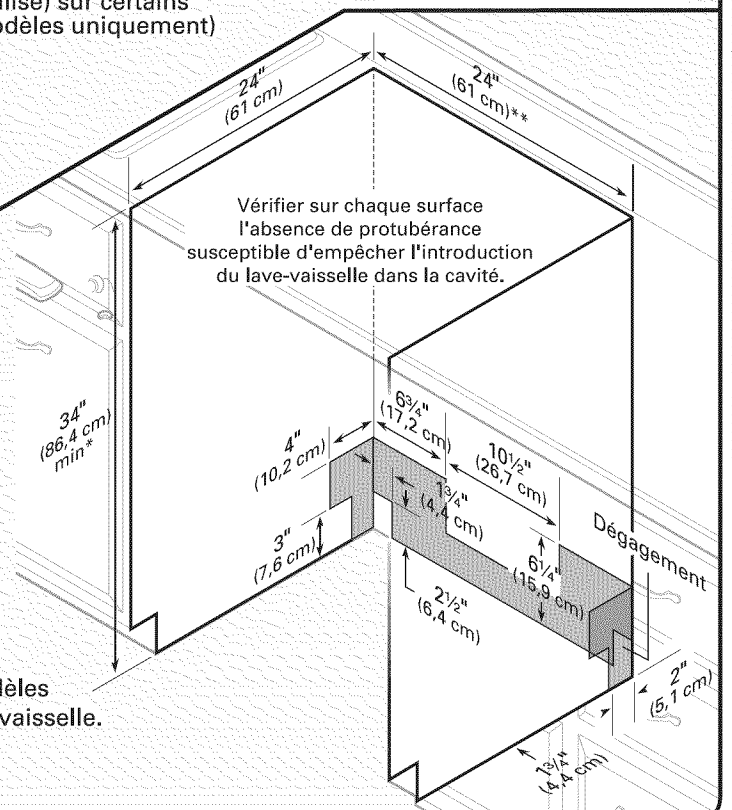 sur certains
uniquement)
24"
(61 cm)
24"
(61 cm)**
Vérifier sur chaque surface
l'absence de protubérance
susceptible d'empêcher l'introduction
du lave-vaisselle dans la cavité.
34"
(86,4 cm)
min*
4"
(10,2 cm)
6¾"
(17,2 cm)
10½"
(26,7 cm)
1¾"
(4,4 cm)
Dégagement
3"
(7,6 cm)
6¼"
(15,9 cm)
2½"
(6,4 cm)
2"
(5,1 cm)
vaisselle.
1¾"
(4,4 cm)